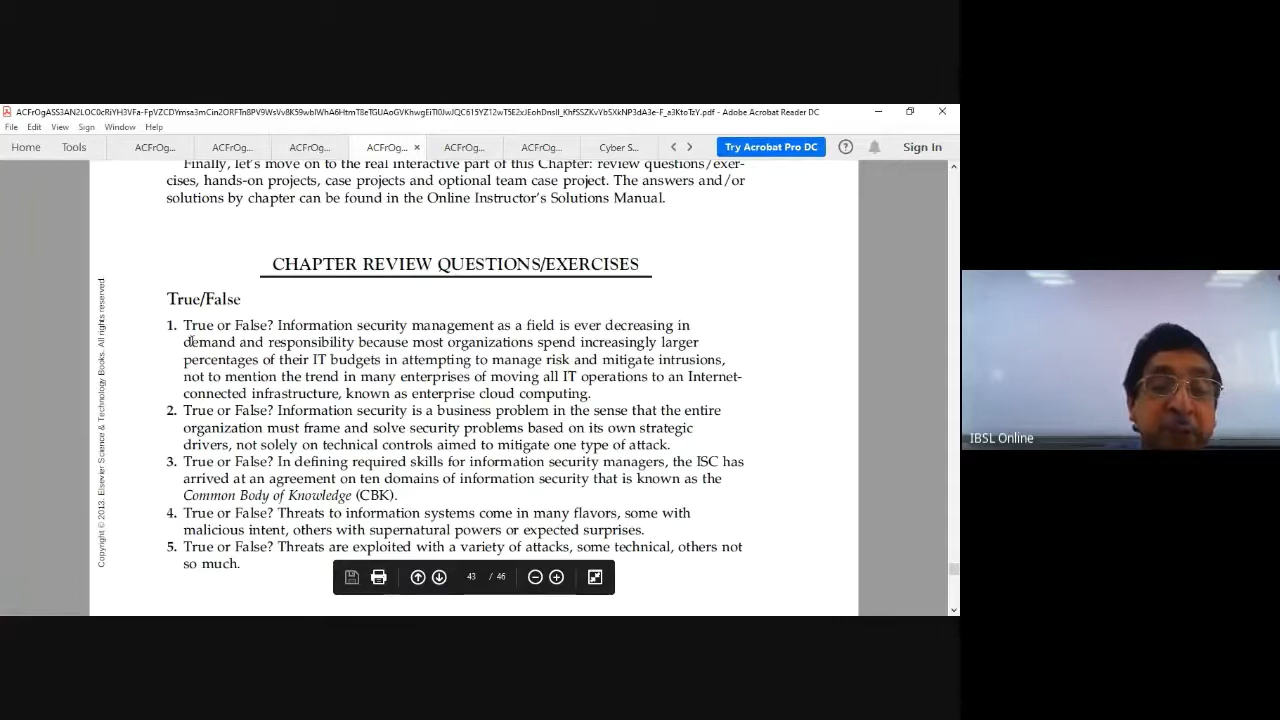 File Edit View Sign Window Help
Home Tools ACFrOg... ACFrOg... ACFrOg... ACFrOg... × ACFrOg... ACFrOg... Cyber S... Try Acrobat Pro DC Sign In
Finally, let's move on to the real interactive part of this Chapter: review questions/exer-
cises, hands-on projects, case projects and optional team case project. The answers and/or
solutions by chapter can be found in the Online Instructor's Solutions Manual.
CHAPTER REVIEW QUESTIONS/EXERCISES
True/False
1. True or False? Information security management as a field is ever decreasing in
demand and responsibility because most organizations spend increasingly larger
percentages of their IT budgets in attempting to manage risk and mitigate intrusions,
not to mention the trend in many enterprises of moving all IT operations to an Internet-
connected infrastructure, known as enterprise cloud computing.
2. True or False? Information security is a business problem in the sense that the entire
organization must frame and solve security problems based on its own strategic
drivers, not solely on technical controls aimed to mitigate one type of attack.
3. True or False? In defining required skills for information security managers, the ISC has
arrived at an agreement on ten domains of information security that is known as the
Common Body of Knowledge (CBK).
4. True or False? Threats to information systems come in many flavors, some with
malicious intent, others with supernatural powers or expected surprises.
5. True or False? Threats are exploited with a variety of attacks, some technical, others not
so much.
43 / 46
Copyright © 2013. Elsevier Science & Technology Books. All rights reserved.
IBSL Online